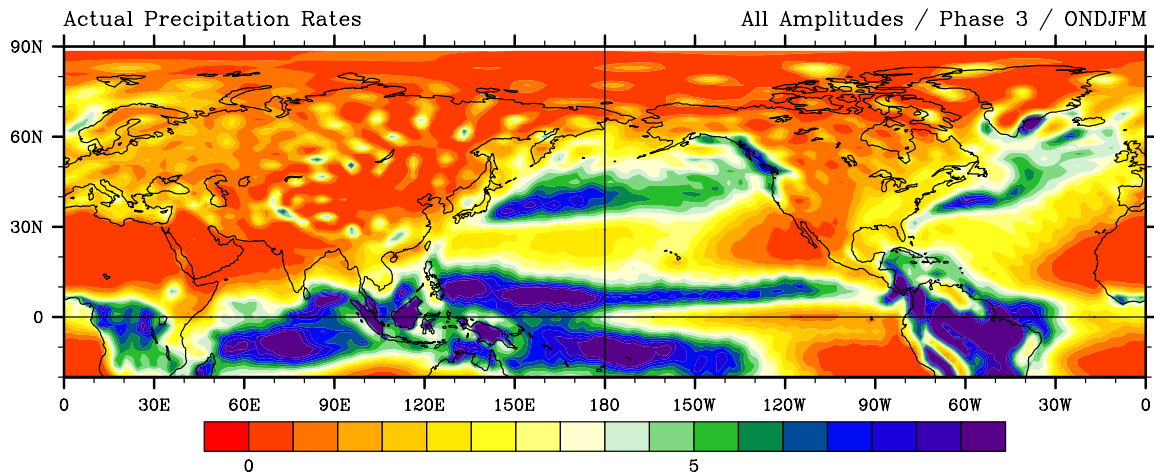 Actual Precipitation Rates All Amplitudes / Phase 3 / ONDJFM
90N
60N
30N
0
0 30E 60E 90E 120E 150E 180 150W 120W 90W 60W 30W 0
0 5